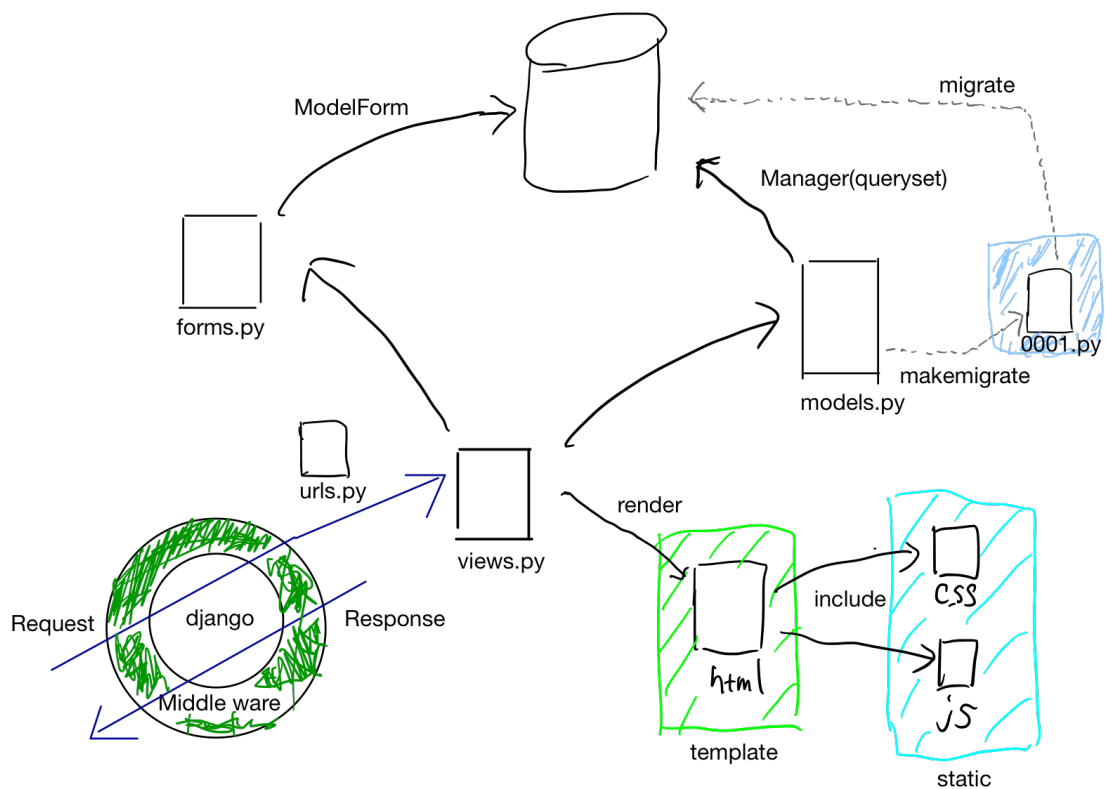 migrate
ModelForm
Manager(queryset)
forms.py
0001.py
makemigrate
models.py
urls.py
render
views.py
css
include
django
Request
Response
html
Middle ware
js
template
static